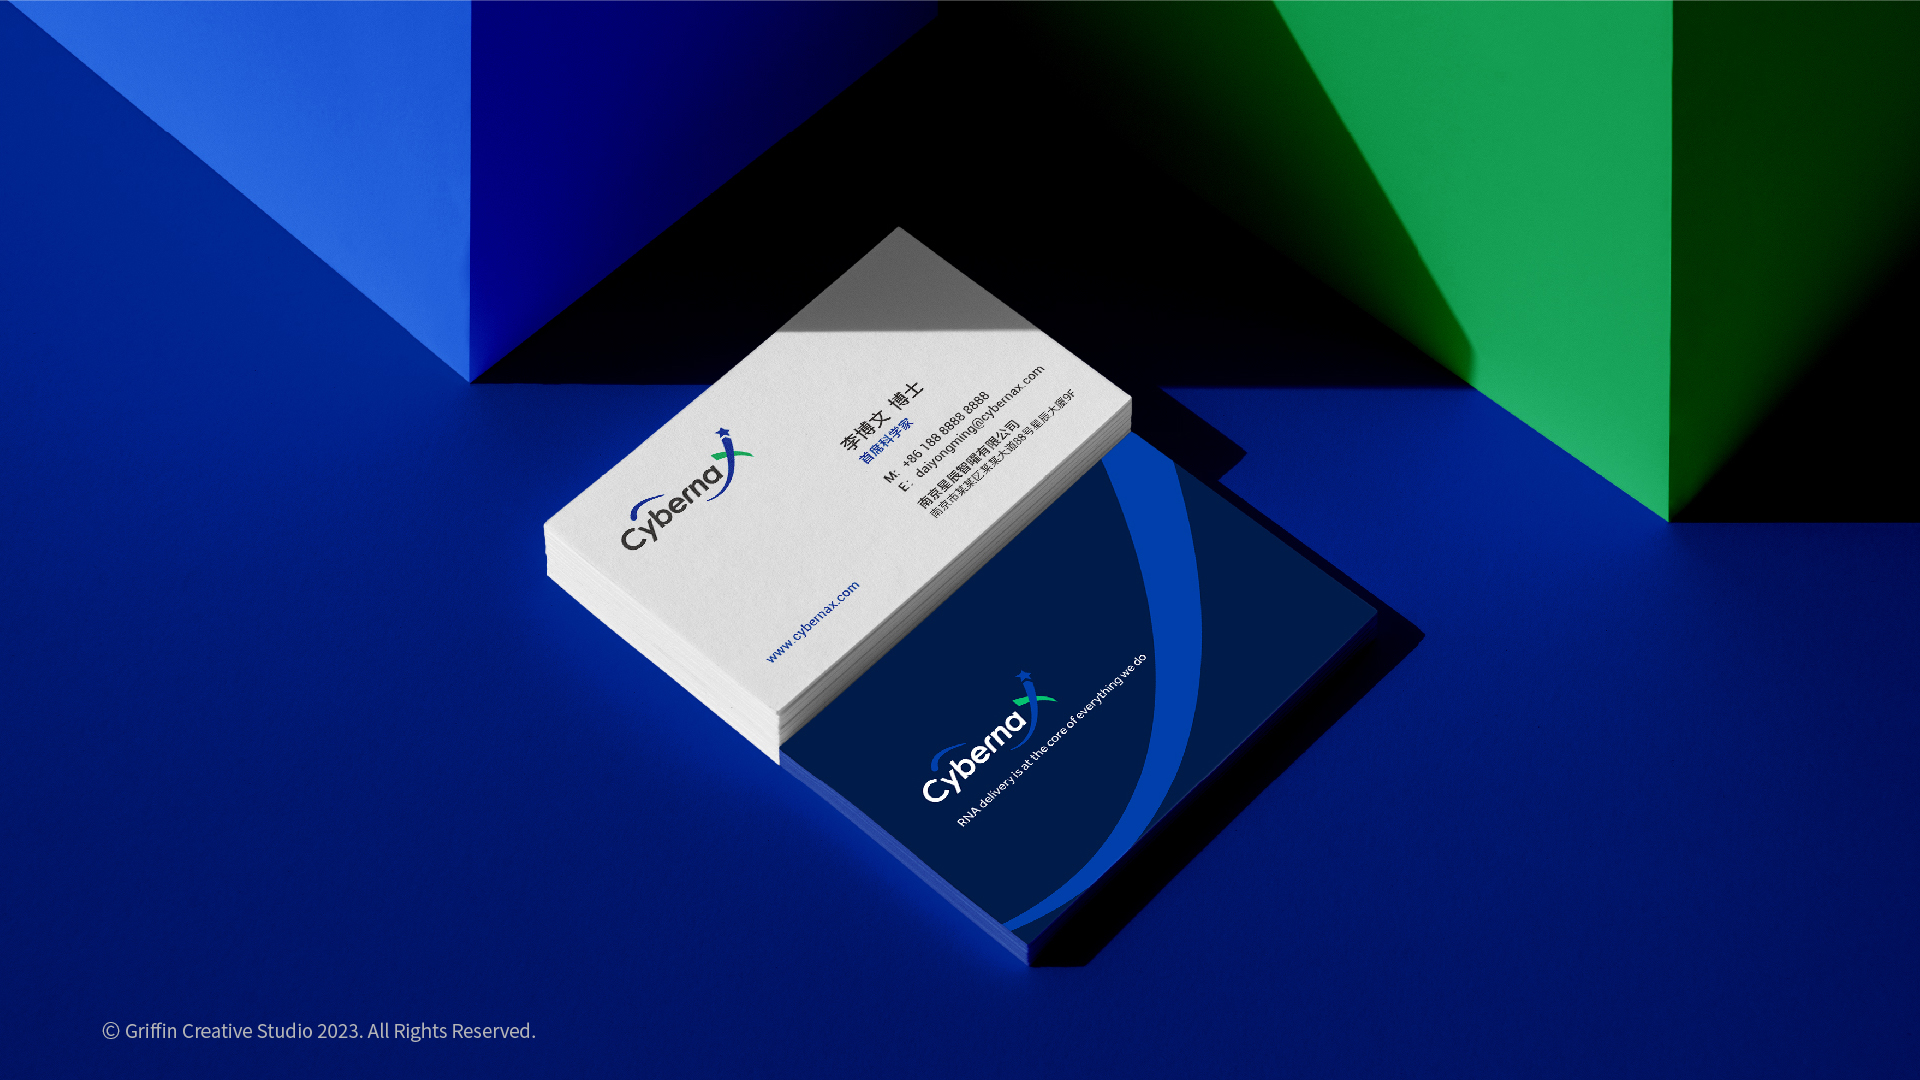 Cybernax
李博文 博士
首席科学家
M: +86 188 8888 8888
E: daiyongming@cybernax.com
南京星辰智曜有限公司
南京市某某区某某大道88号星辰大厦9F
www.cybernax.com
Cybernax
RNA delivery is at the core of everything we do
© Griffin Creative Studio 2023. All Rights Reserved.